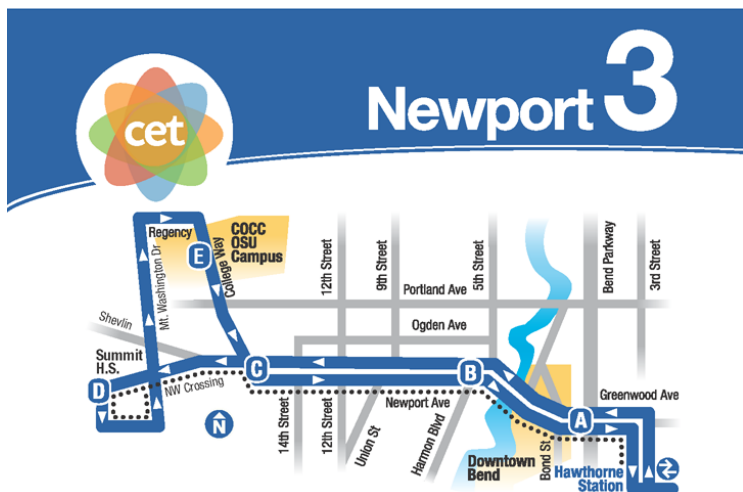 cet
Newport 3
Regency
COCC
OSU
Campus
E
College Way
Mt. Washington Dr
12th Street
9th Street
5th Street
Bend Parkway
3rd Street
Portland Ave
Ogden Ave
Shevlin
Summit
H.S.
D
C
B
NW Crossing
Newport Ave
Greenwood Ave
A
N
14th Street
12th Street
Union St
Harmon Blvd
Downtown
Bend
Bond St
Hawthorne
Station